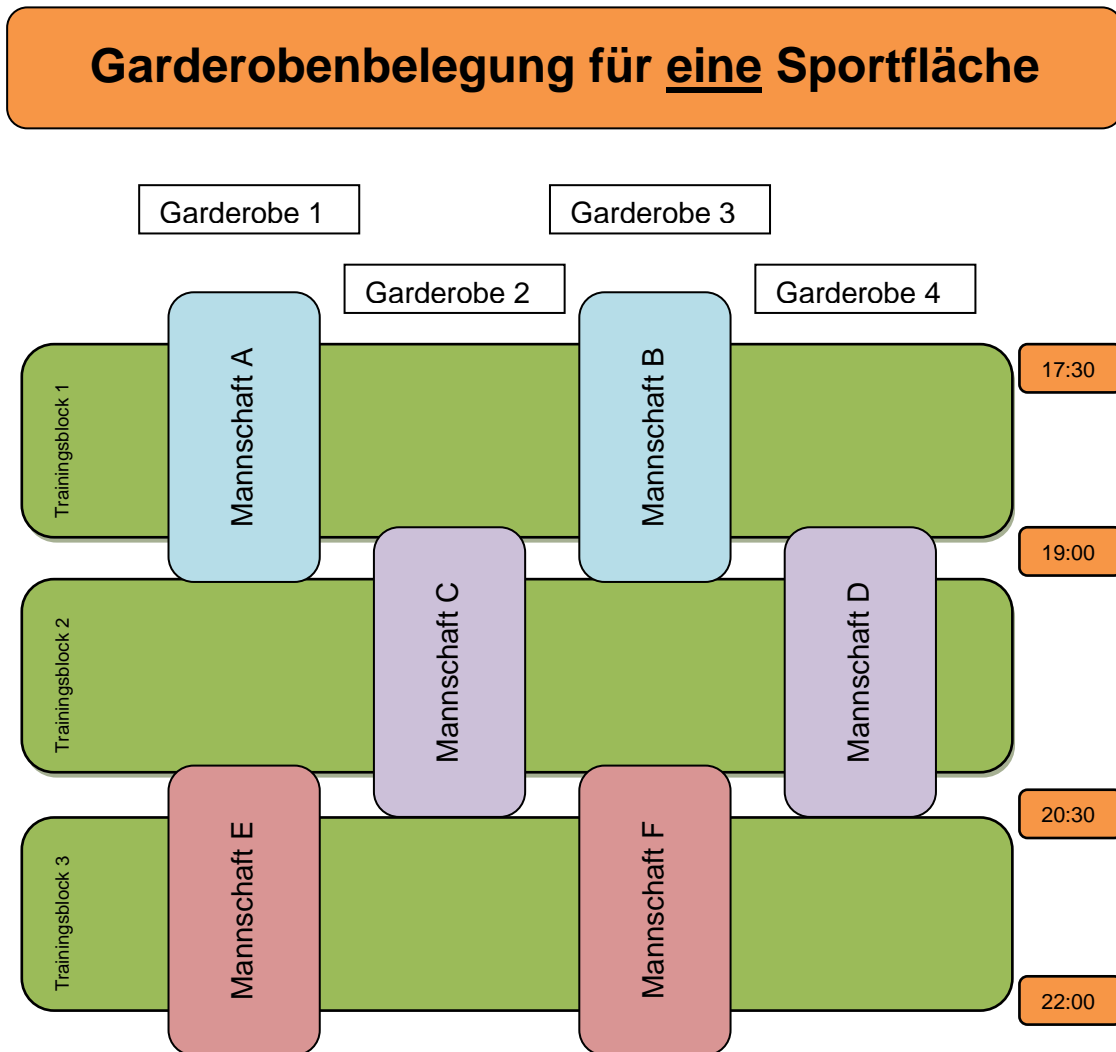 Garderobenbelegung für eine Sportfläche
Garderobe 1
Garderobe 3
Garderobe 2
Garderobe 4
Trainingsblock 1
Mannschaft A
Mannschaft B
17:30
19:00
Trainingsblock 2
Mannschaft C
Mannschaft D
20:30
Trainingsblock 3
Mannschaft E
Mannschaft F
22:00